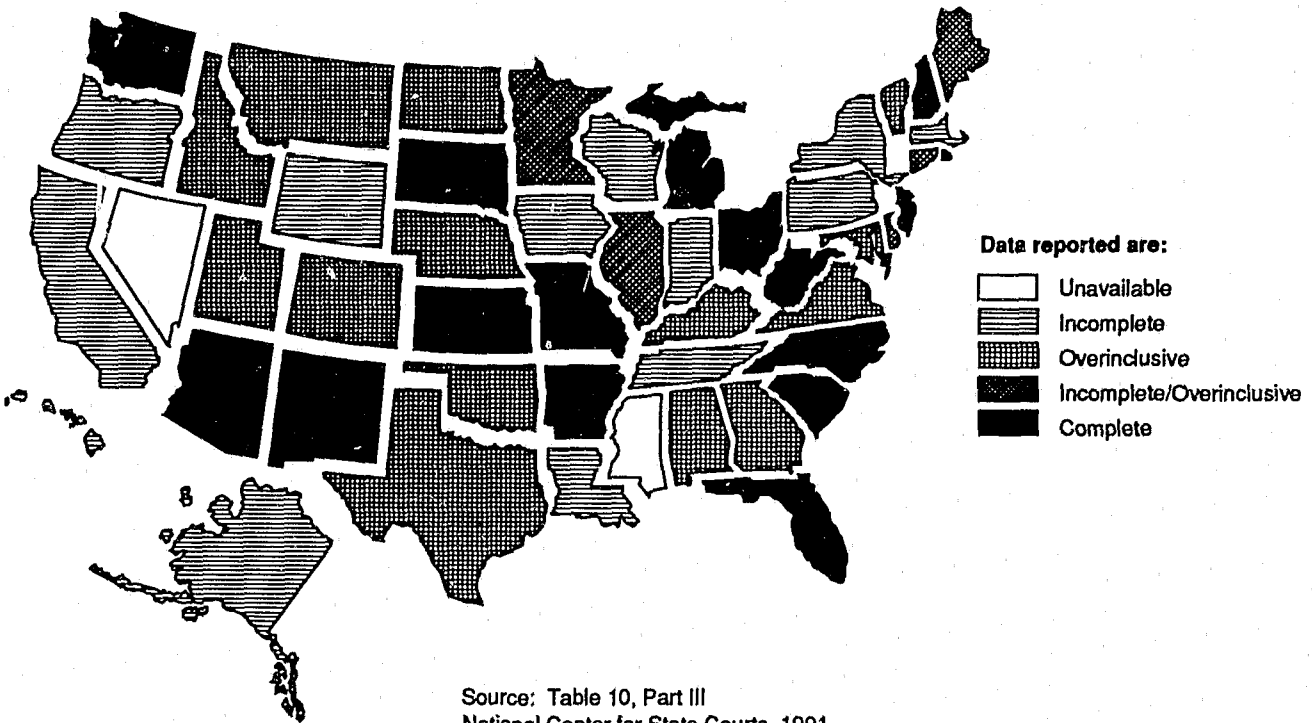 Data reported are:
Unavailable
Incomplete
Overinclusive
Incomplete/Overinclusive
Complete
Source: Table 10, Part III
National Center for State Courts, 1991